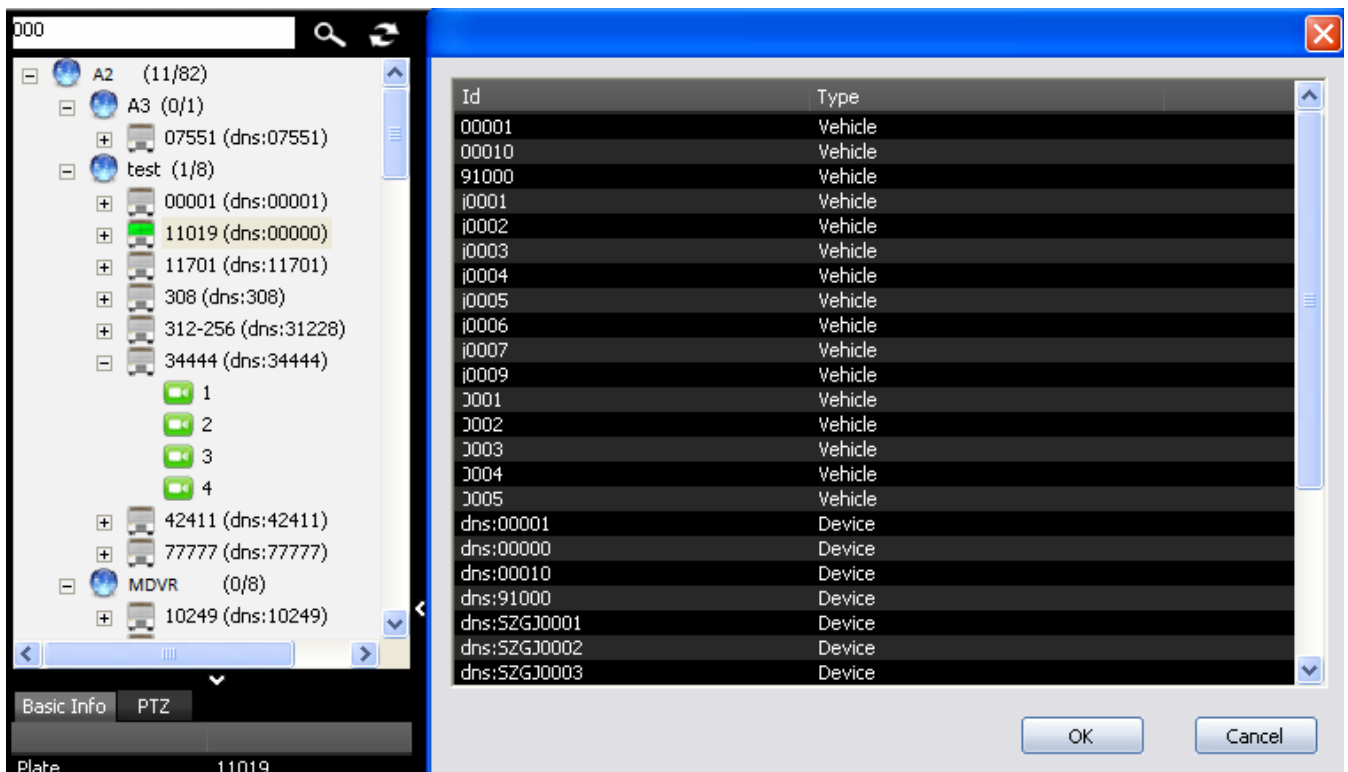 000
A2 (11/82)
A3 (0/1)
07551 (dns:07551)
test (1/8)
00001 (dns:00001)
11019 (dns:00000)
11701 (dns:11701)
308 (dns:308)
312-256 (dns:31228)
34444 (dns:34444)
1
2
3
4
42411 (dns:42411)
77777 (dns:77777)
MDVR (0/8)
10249 (dns:10249)
Basic Info PTZ
Plate 11019
Id Type
00001 Vehicle
00010 Vehicle
91000 Vehicle
j0001 Vehicle
j0002 Vehicle
j0003 Vehicle
j0004 Vehicle
j0005 Vehicle
j0006 Vehicle
j0007 Vehicle
j0009 Vehicle
0001 Vehicle
0002 Vehicle
0003 Vehicle
0004 Vehicle
0005 Vehicle
dns:00001 Device
dns:00000 Device
dns:00010 Device
dns:91000 Device
dns:SZGJ0001 Device
dns:SZGJ0002 Device
dns:SZGJ0003 Device
OK Cancel